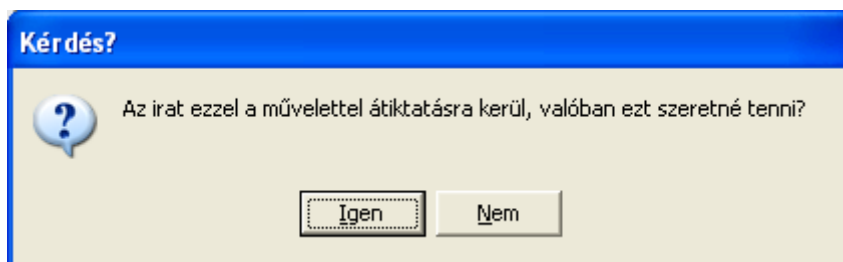 Kérdés?
Az irat ezzel a művelettel átiktatásra kerül, valóban ezt szeretné tenni?
Igen Nem